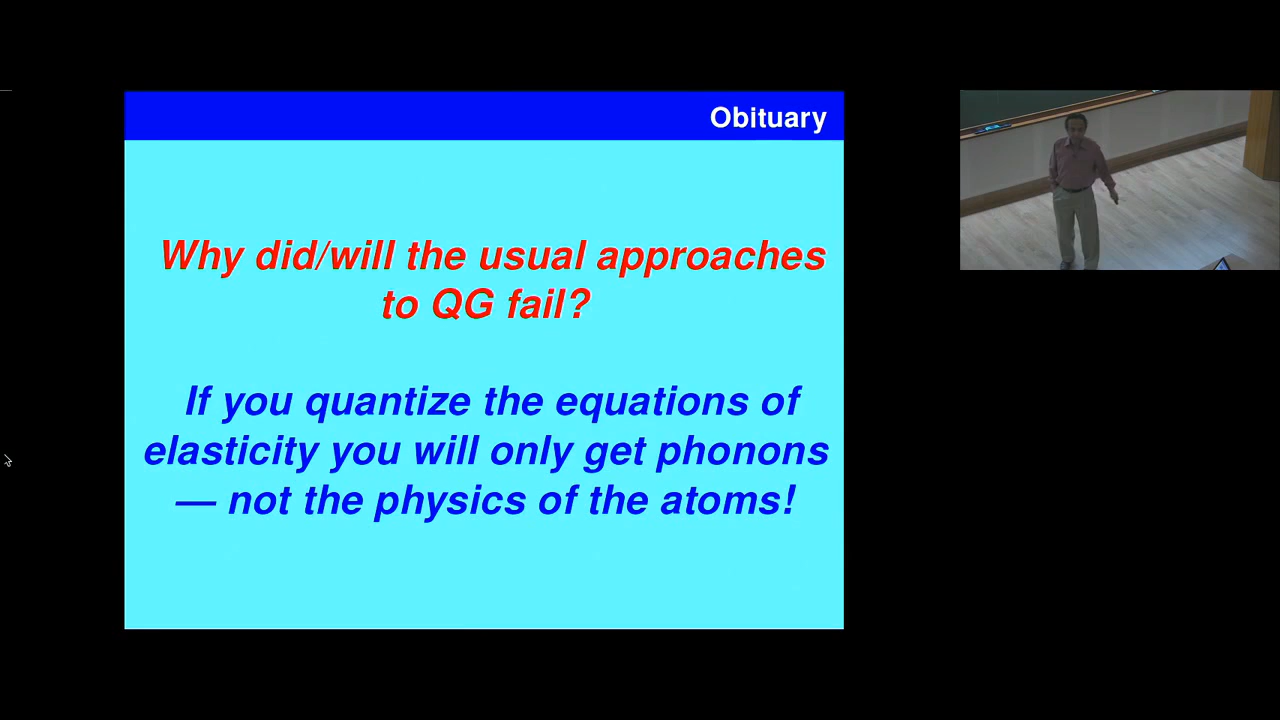 Obituary
Why did/will the usual approaches
to QG fail?
If you quantize the equations of
elasticity you will only get phonons
— not the physics of the atoms!